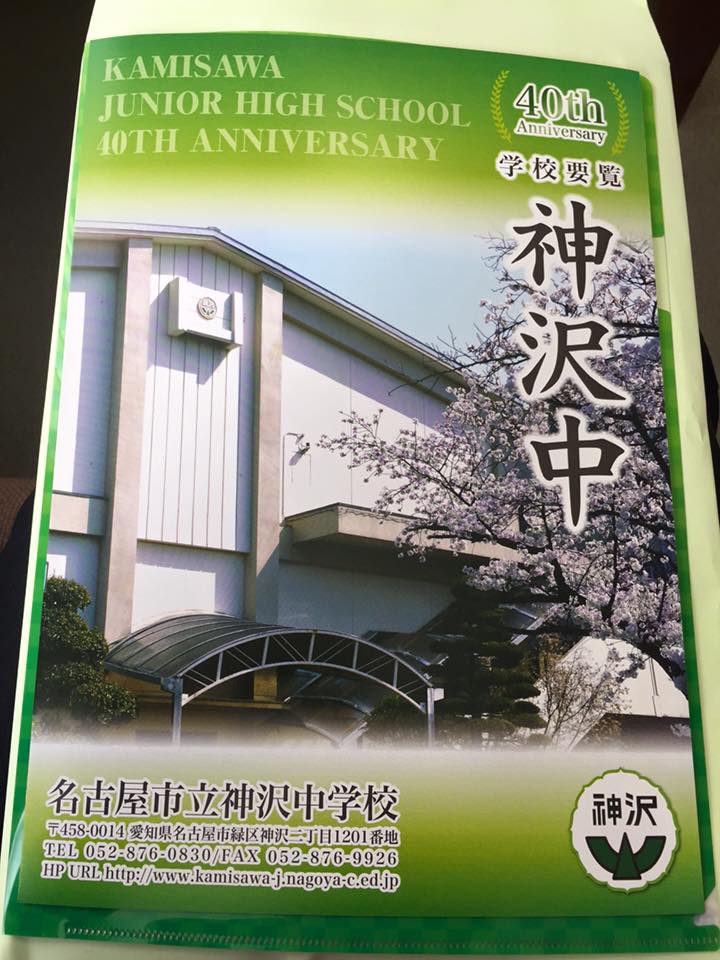 KAMISAWA
JUNIOR HIGH SCHOOL
40TH ANNIVERSARY
40th
Anniversary
学校要覧
神沢中
名古屋市立神沢中学校
〒458-0014 愛知県名古屋市緑区神沢二丁目1201番地
TEL 052-876-0830/FAX 052-876-9926
HP URL http://www.kamisawa-j.nagoya-c.ed.jp
神沢